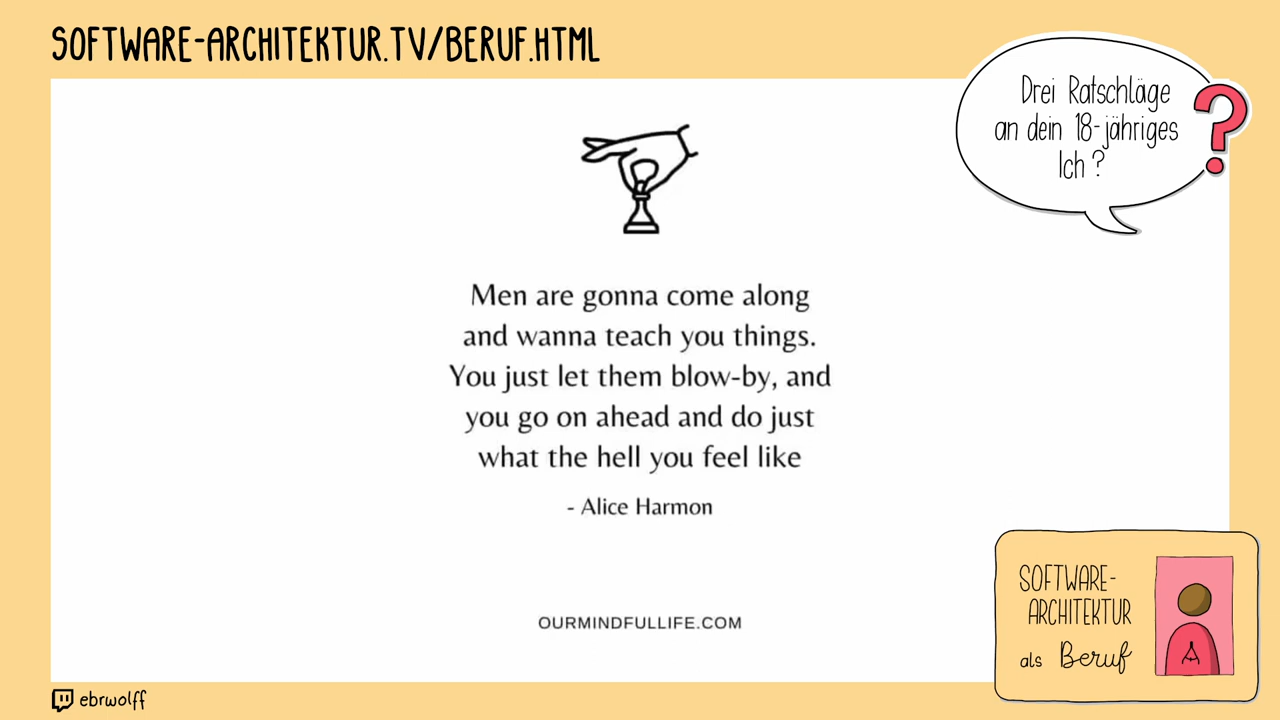 SOFTWARE-ARCHITEKTUR.TV/BERUF.HTML
Drei Ratschläge
an dein 18-jähriges
Ich ?
?
Men are gonna come along
and wanna teach you things.
You just let them blow-by, and
you go on ahead and do just
what the hell you feel like
- Alice Harmon
OURMINDFULLIFE.COM
SOFTWARE-
ARCHITEKTUR
als Beruf
ebrwolff